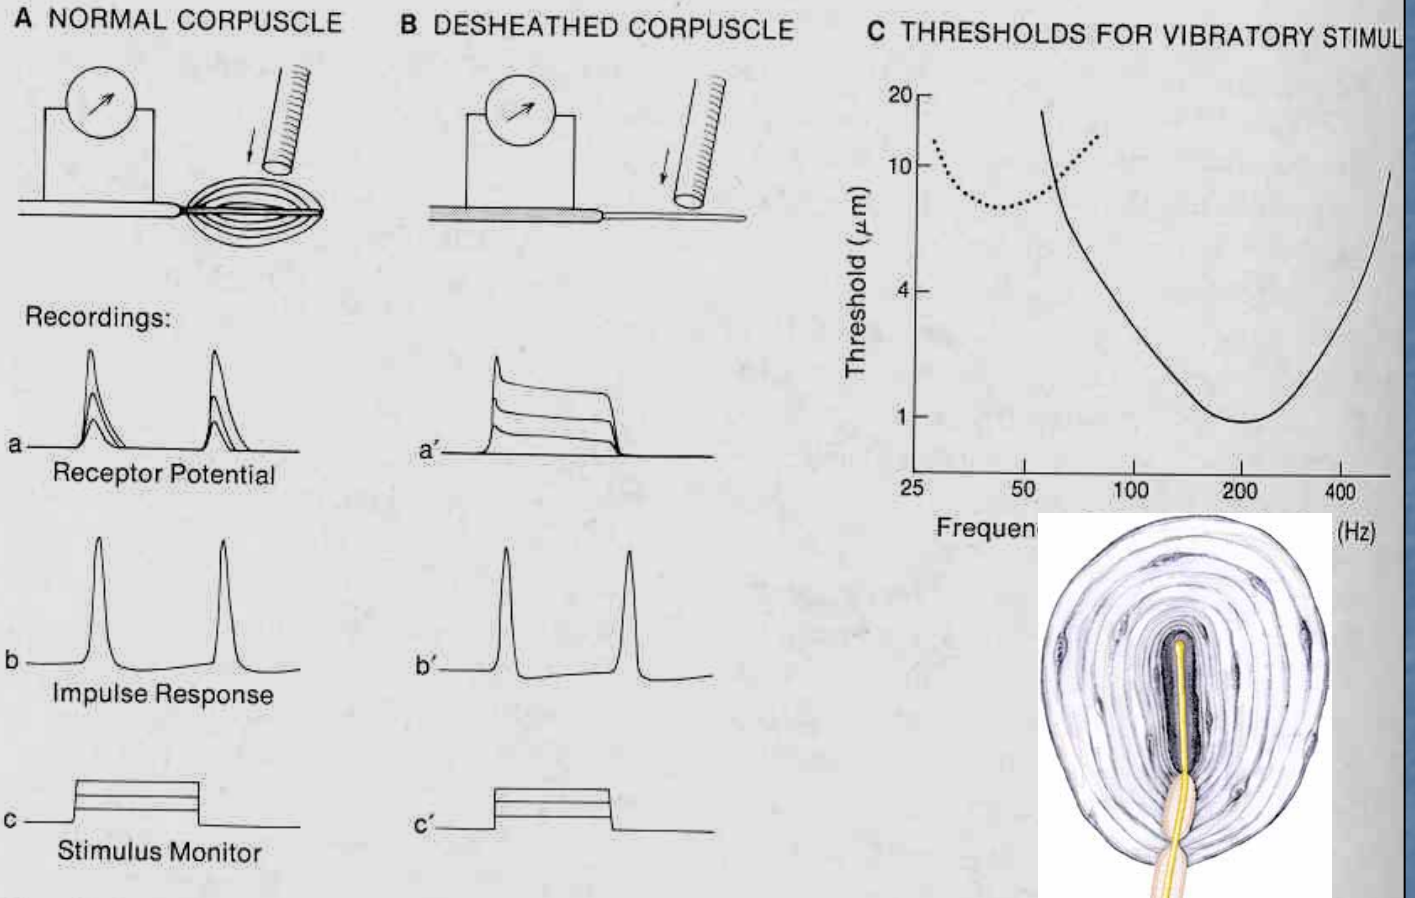 A NORMAL CORPUSCLE
Recordings:
a
Receptor Potential
b
Impulse Response
c
Stimulus Monitor
B DESHEATHED CORPUSCLE
a′
b′
c′
C THRESHOLDS FOR VIBRATORY STIMUL
Threshold (μm)
20
10
4
1
25 50 100 200 400
Frequen (Hz)